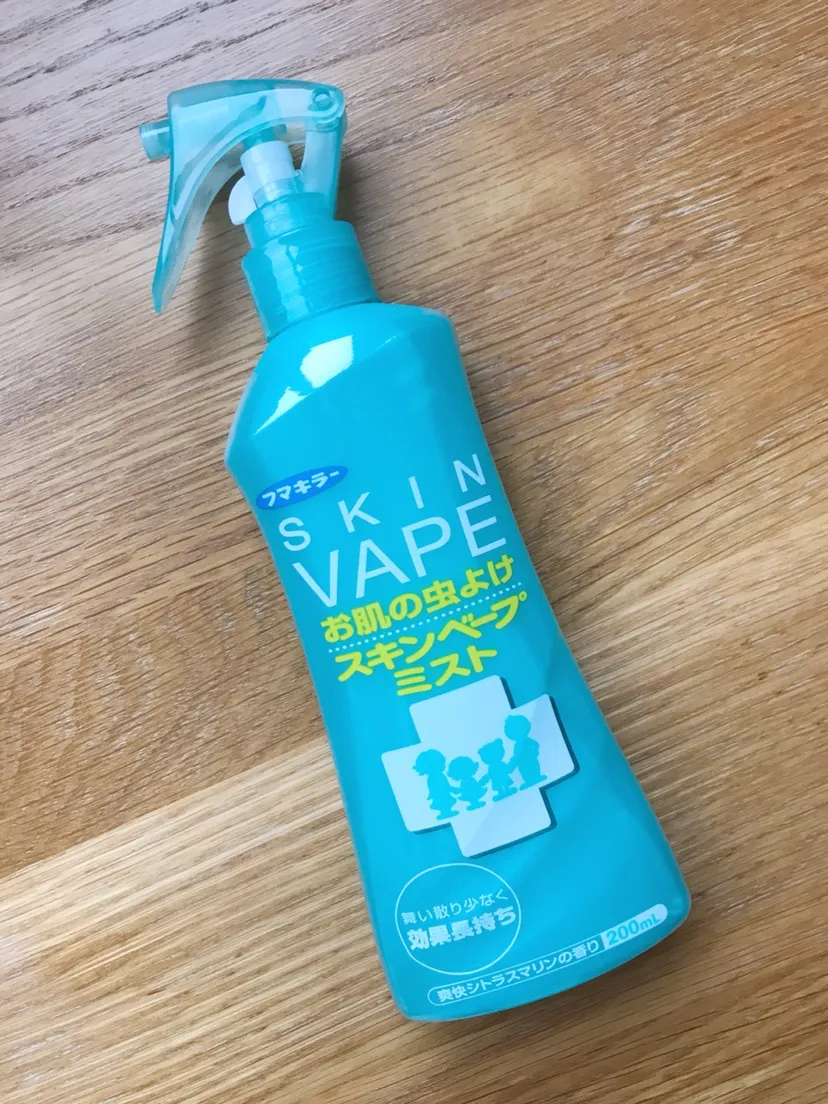 フマキラー
SKIN
VAPE
お肌の虫よけ
スキンベープ
ミスト
舞い散り少なく
効果長持ち
爽快シトラスマリンの香り 200mL